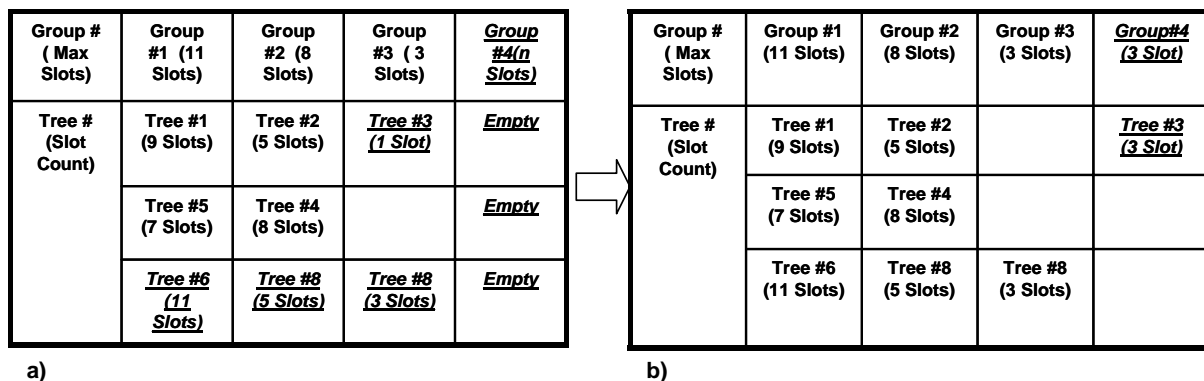 Group #
( Max
Slots)
Group
#1 (11
Slots)
Group
#2 (8
Slots)
Group
#3 ( 3
Slots)
Group
#4(n
Slots)
Tree #
(Slot
Count)
Tree #1
(9 Slots)
Tree #2
(5 Slots)
Tree #3
(1 Slot)
Empty
Tree #5
(7 Slots)
Tree #4
(8 Slots)
Empty
Tree #6
(11
Slots)
Tree #8
(5 Slots)
Tree #8
(3 Slots)
Empty
a)
Group #
( Max
Slots)
Group #1
(11 Slots)
Group #2
(8 Slots)
Group #3
(3 Slots)
Group#4
(3 Slot)
Tree #
(Slot
Count)
Tree #1
(9 Slots)
Tree #2
(5 Slots)
Tree #3
(3 Slot)
Tree #5
(7 Slots)
Tree #4
(8 Slots)
Tree #6
(11 Slots)
Tree #8
(5 Slots)
Tree #8
(3 Slots)
b)